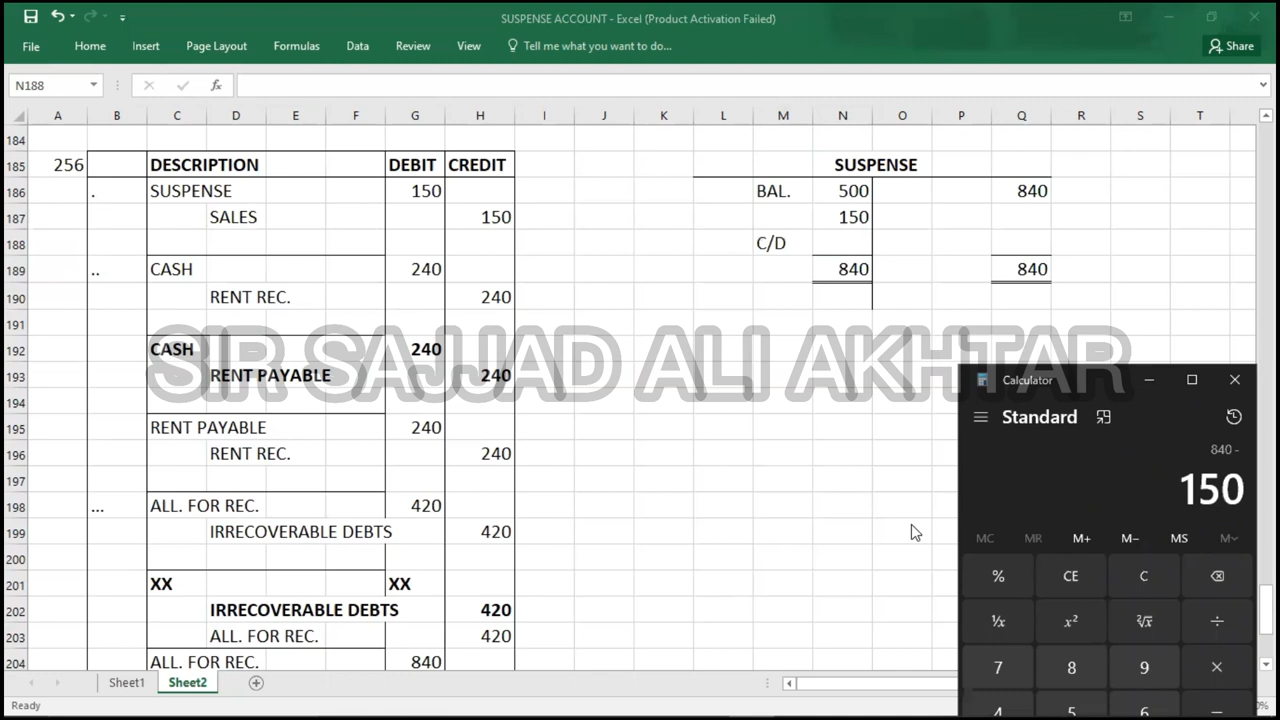 SUSPENSE ACCOUNT - Excel (Product Activation Failed)
File Home Insert Page Layout Formulas Data Review View Tell me what you want to do... Share
N188 fx
A B C D E F G H I J K L M N O P Q R S T
184
185 256 DESCRIPTION DEBIT CREDIT SUSPENSE
186 . SUSPENSE 150 BAL. 500 840
187 SALES 150 150
188 C/D
189 .. CASH 240 840 840
190 RENT REC. 240
191
192 CASH 240
193 RENT PAYABLE 240
194
195 RENT PAYABLE 240
196 RENT REC. 240
197
198 ... ALL. FOR REC. 420
199 IRRECOVERABLE DEBTS 420
200
201 XX XX
202 IRRECOVERABLE DEBTS 420
203 ALL. FOR REC. 420
204 ALL. FOR REC. 840
SIR SAJJAD ALI AKHTAR
Calculator
Standard
840 -
150
MC MR M+ M- MS M˅
% CE C
¹/x x² ²√x ÷
7 8 9 ×
4 5 6 −
Sheet1 Sheet2
Ready 0%